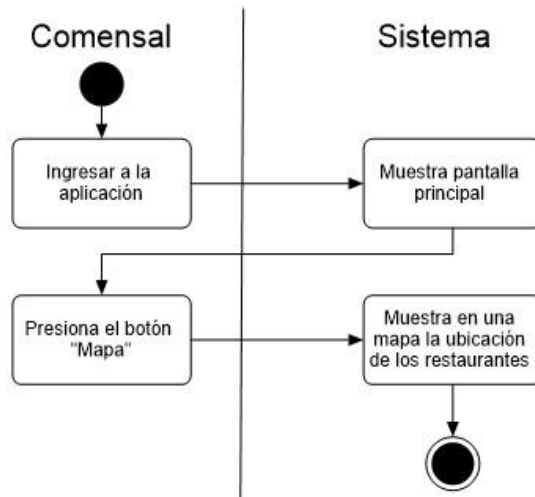 Comensal
Sistema
Ingresar a la
aplicación
Muestra pantalla
principal
Presiona el botón
"Mapa"
Muestra en una
mapa la ubicación
de los restaurantes